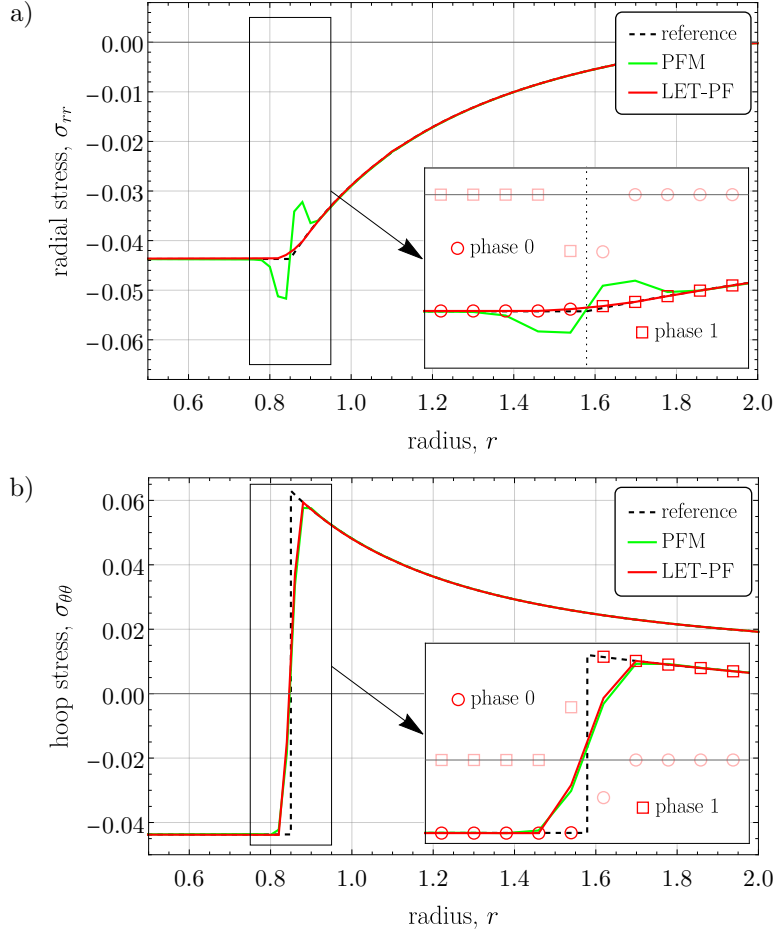 a)
0.00
−0.01
−0.02
−0.03
−0.04
−0.05
−0.06
radial stress, σrr
reference
PFM
LET-PF
phase 0
phase 1
0.6 0.8 1.0 1.2 1.4 1.6 1.8 2.0
radius, r
b)
0.06
0.04
0.02
0.00
−0.02
−0.04
hoop stress, σθθ
reference
PFM
LET-PF
phase 0
phase 1
0.6 0.8 1.0 1.2 1.4 1.6 1.8 2.0
radius, r